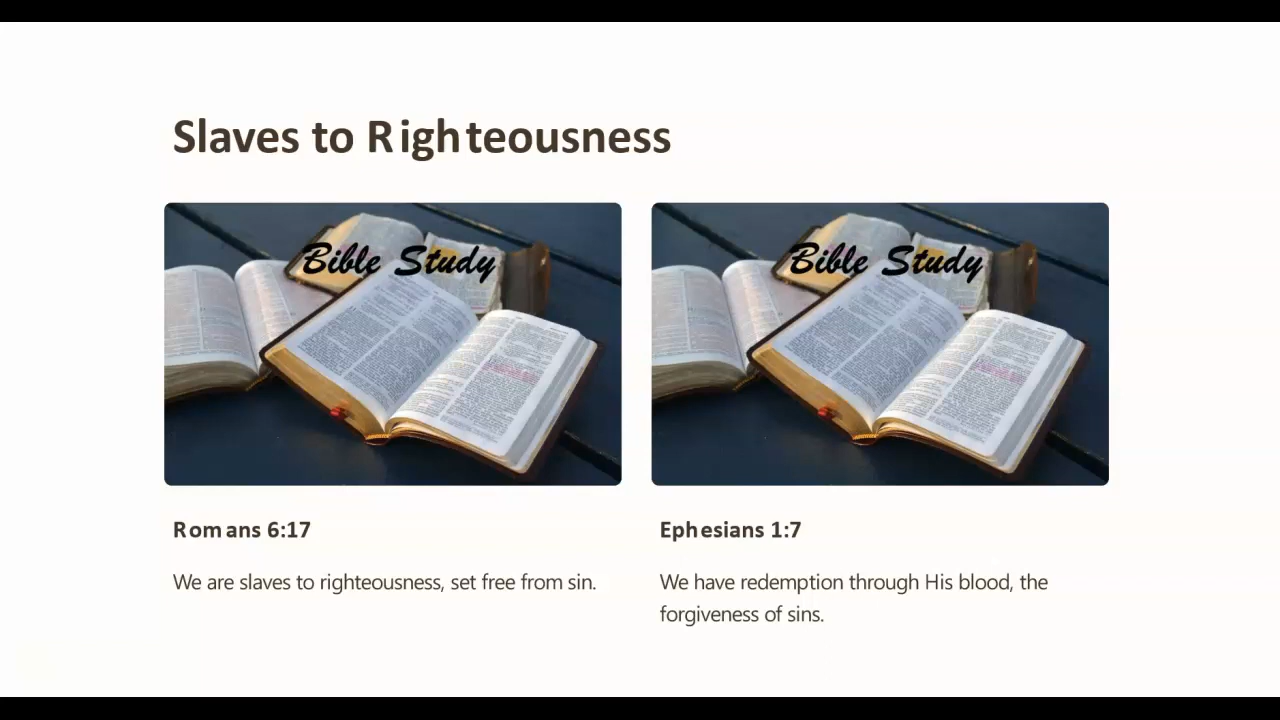 Slaves to Righteousness
Bible Study
Bible Study
Romans 6:17
Ephesians 1:7
We are slaves to righteousness, set free from sin.
We have redemption through His blood, the
forgiveness of sins.